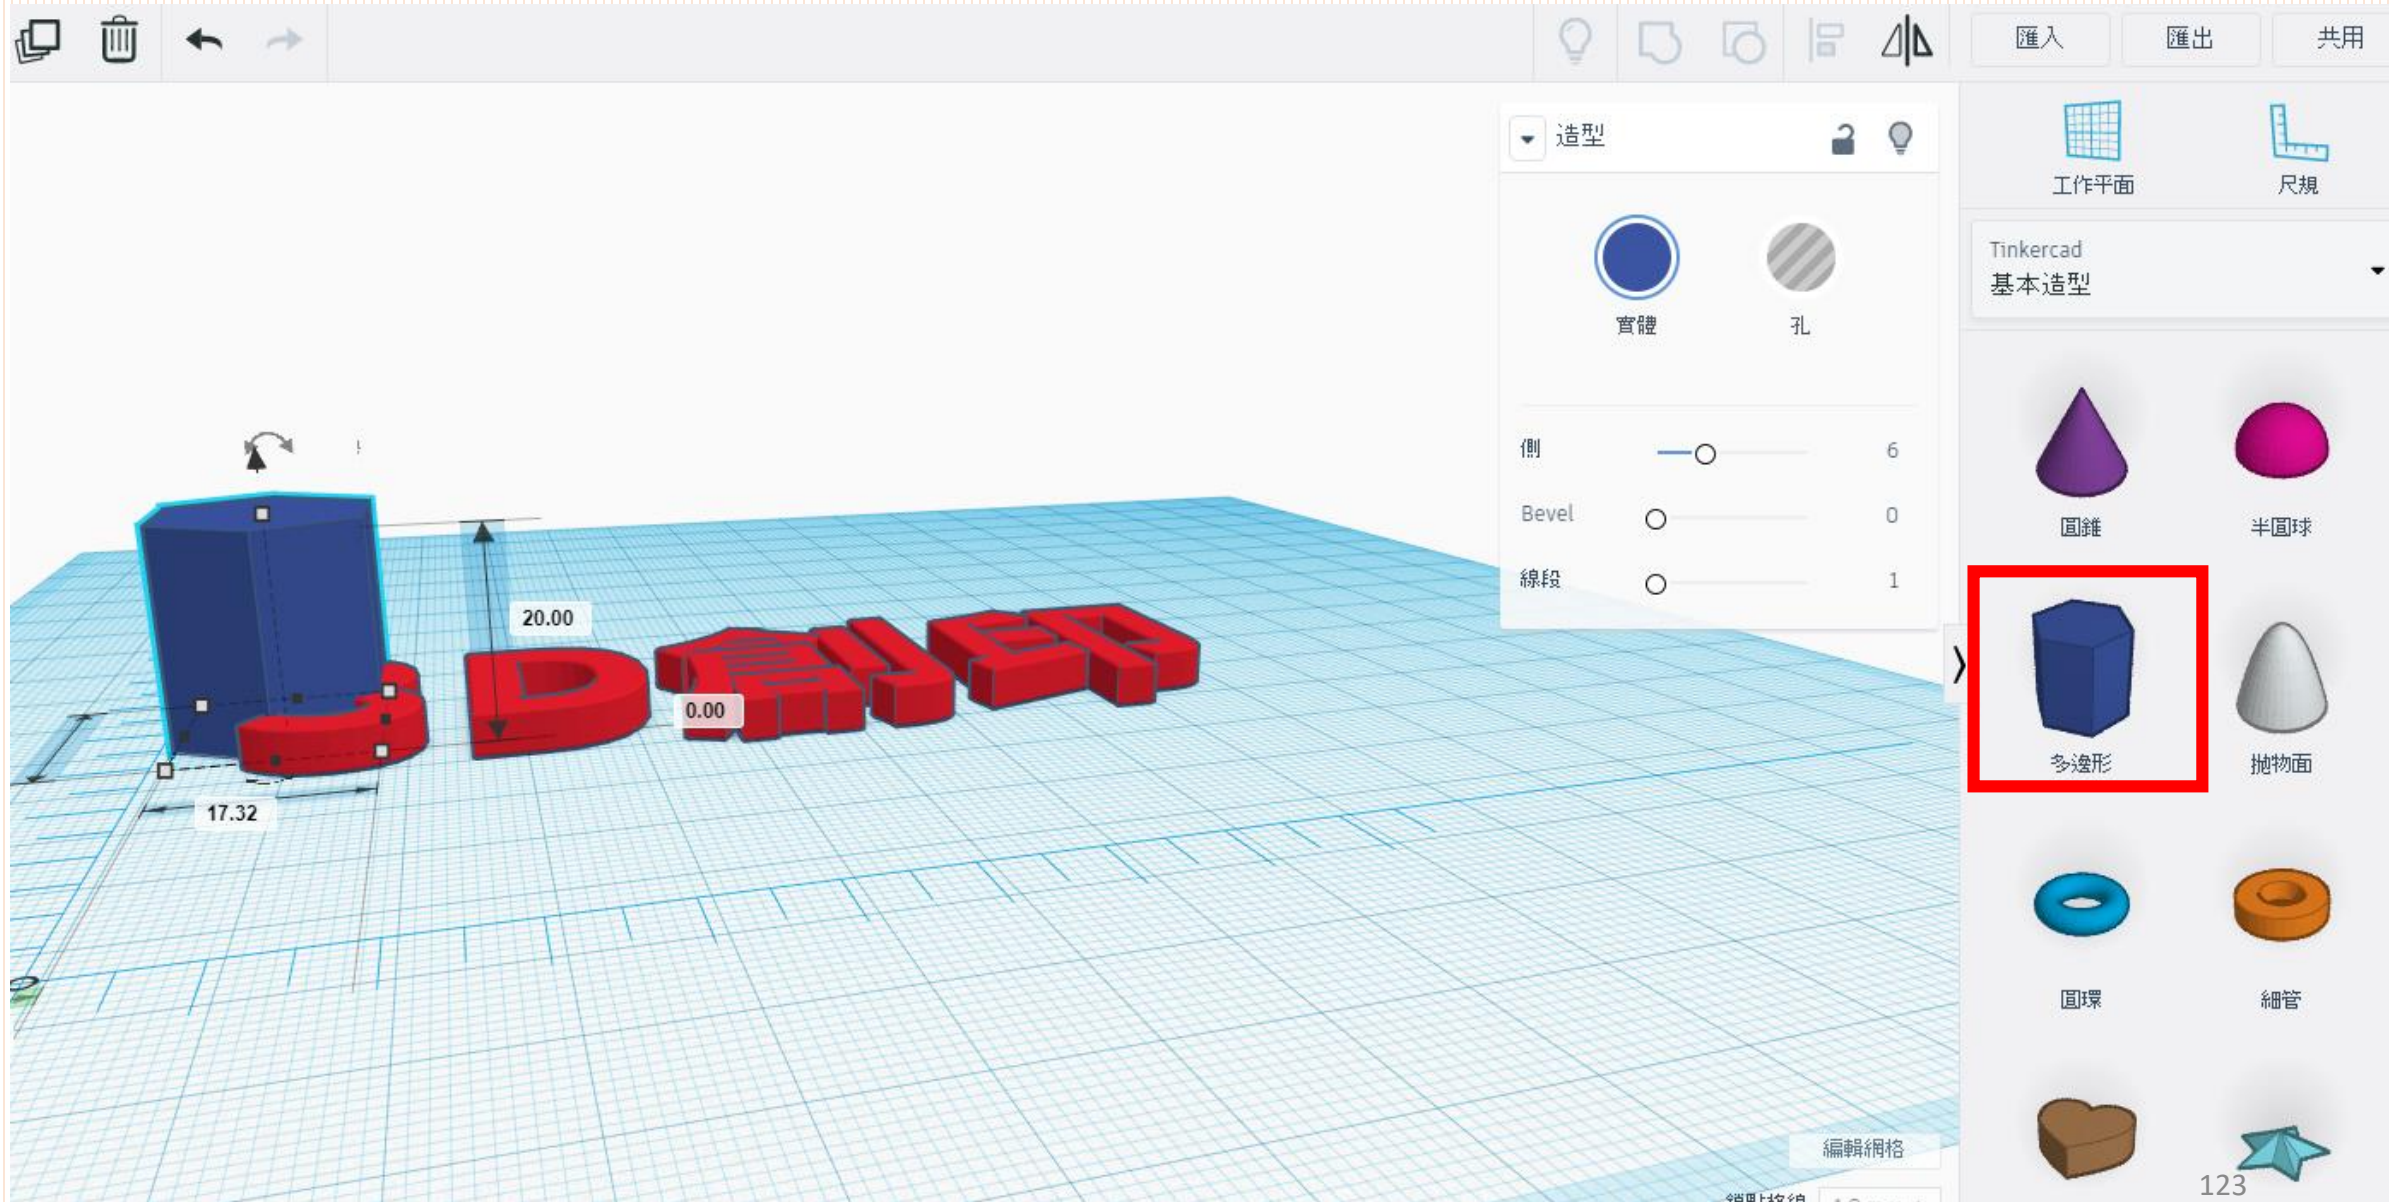 匯入
匯出
共用
造型
實體
孔
側
6
Bevel
0
線段
1
工作平面
尺規
Tinkercad
基本造型
圓錐
半圓球
多邊形
拋物面
圓環
細管
20.00
0.00
17.32
編輯網格
123